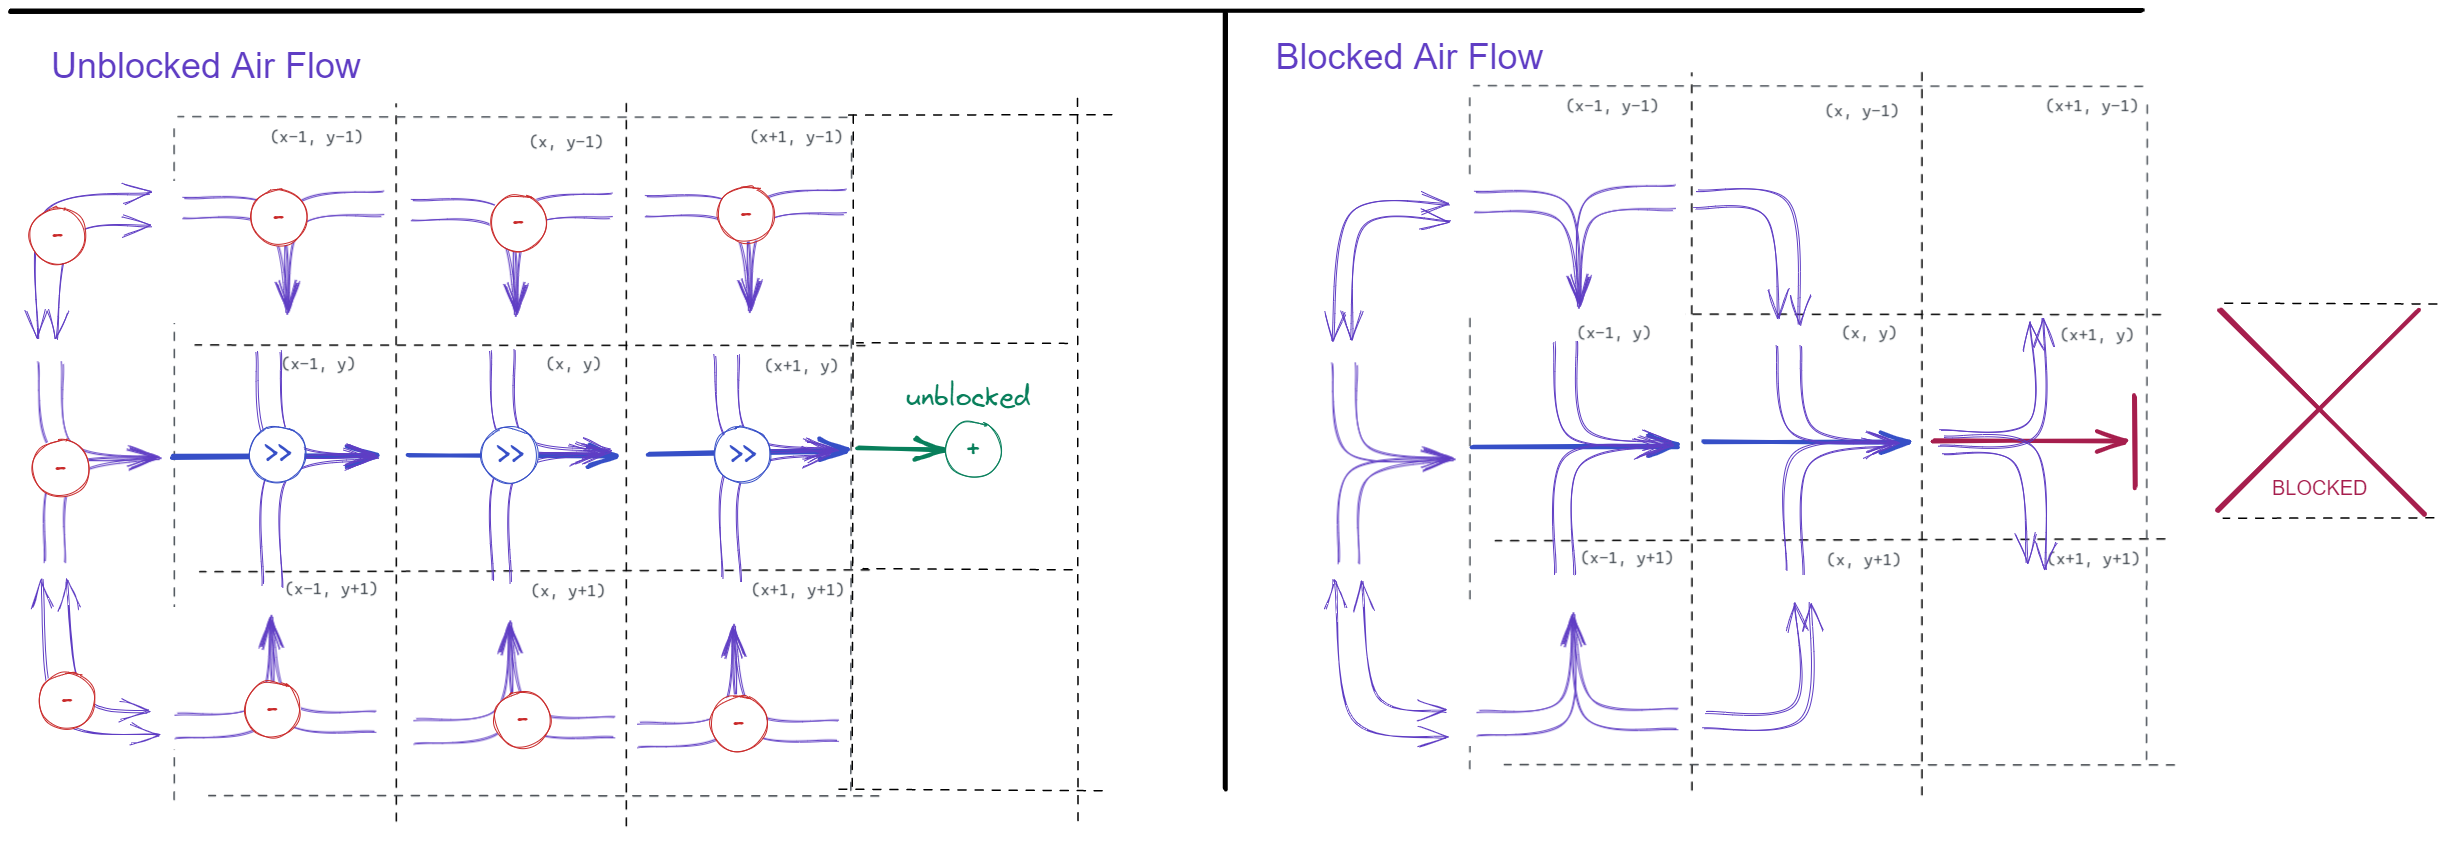 Unblocked Air Flow
(x-1, y-1)
(x, y-1)
(x+1, y-1)
-
-
-
-
(x-1, y)
(x, y)
(x+1, y)
unblocked
-
>>
>>
>>
+
(x-1, y+1)
(x, y+1)
(x+1, y+1)
-
-
-
-
Blocked Air Flow
(x-1, y-1)
(x, y-1)
(x+1, y-1)
(x-1, y)
(x, y)
(x+1, y)
BLOCKED
(x-1, y+1)
(x, y+1)
(x+1, y+1)